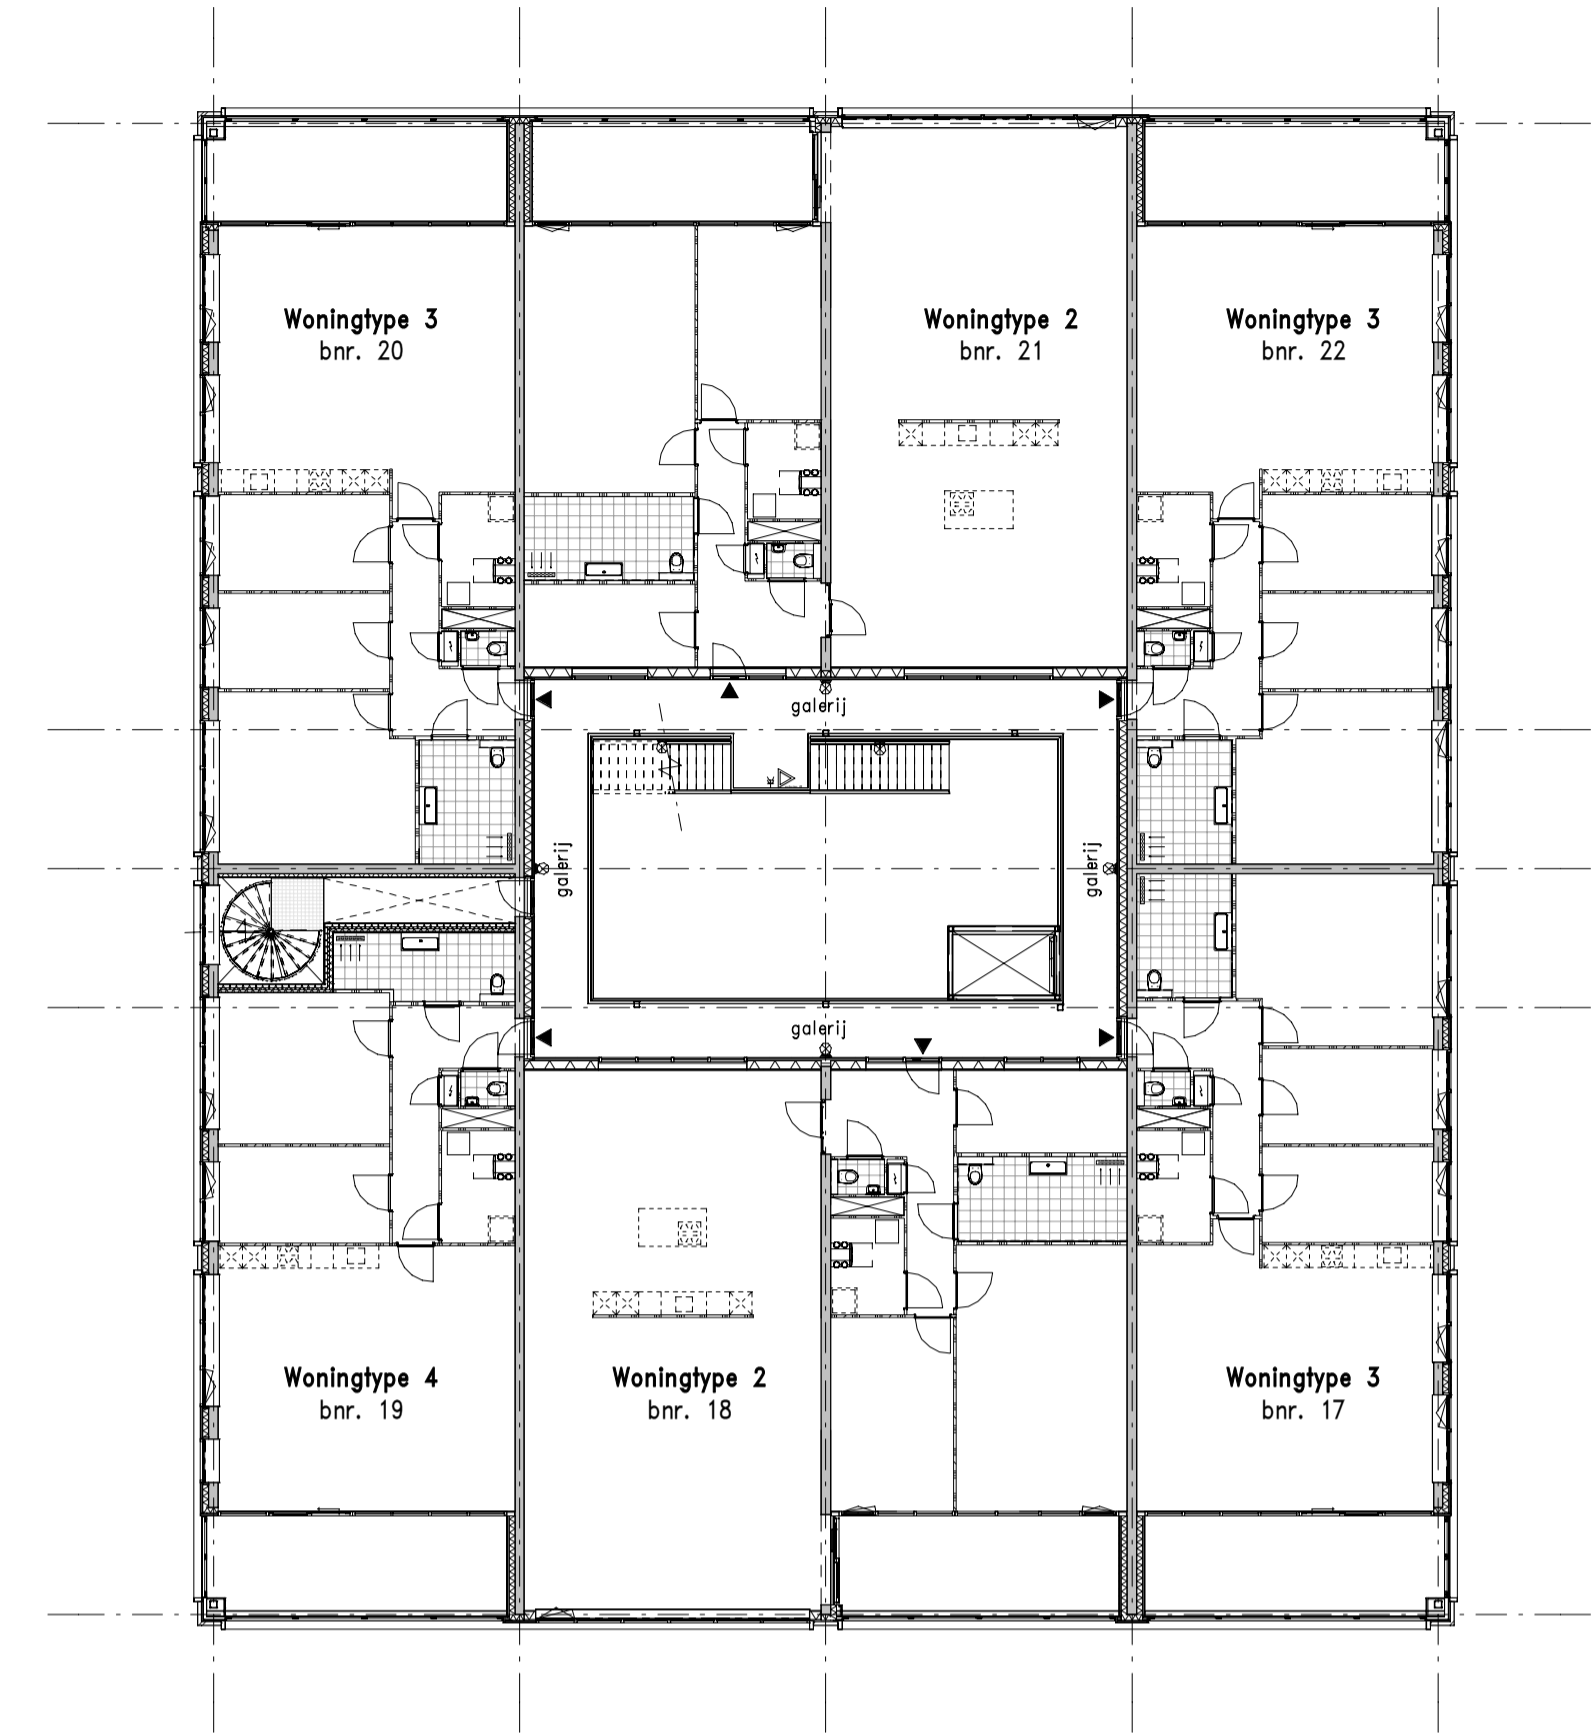 Woningtype 3
bnr. 20
Woningtype 2
bnr. 21
Woningtype 3
bnr. 22
galerij
galerij
galerij
galerij
Woningtype 4
bnr. 19
Woningtype 2
bnr. 18
Woningtype 3
bnr. 17